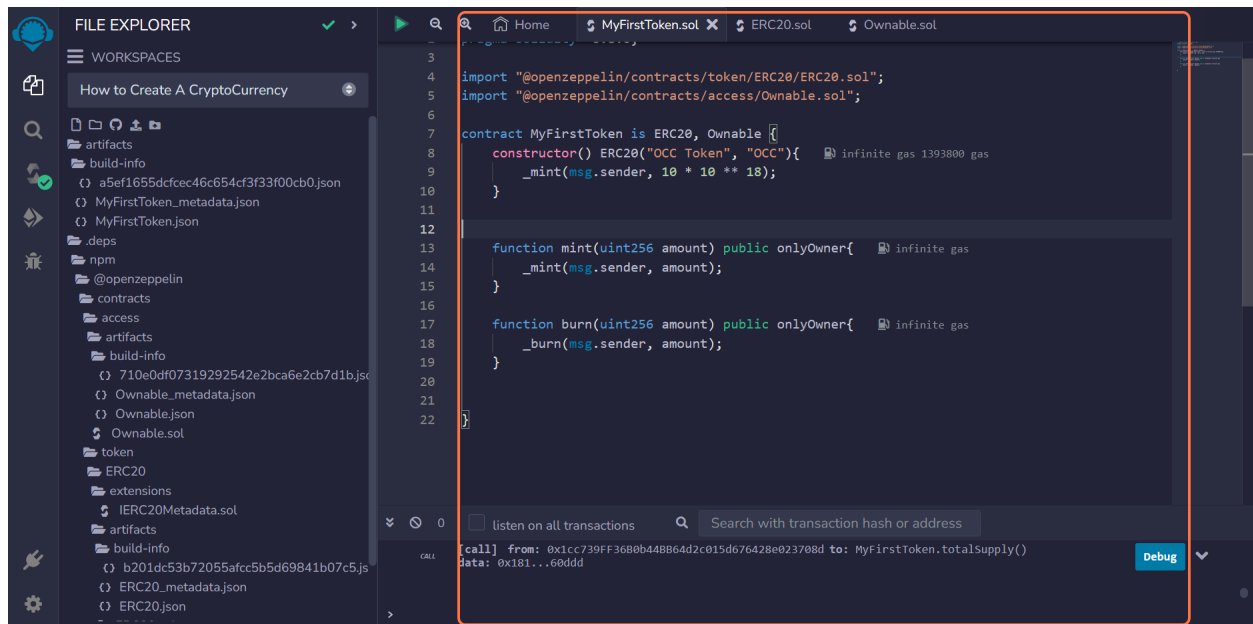 FILE EXPLORER
WORKSPACES
How to Create A CryptoCurrency
artifacts
build-info
a5ef1655dcfcec46c654cf3f33f00cb0.json
MyFirstToken_metadata.json
MyFirstToken.json
.deps
npm
@openzeppelin
contracts
access
artifacts
build-info
710e0df07319292542e2bca6e2cb7d1b.jsc
Ownable_metadata.json
Ownable.json
Ownable.sol
token
ERC20
extensions
IERC20Metadata.sol
artifacts
build-info
b201dc53b72055afcc5b5d69841b07c5.js
ERC20_metadata.json
ERC20.json
Home MyFirstToken.sol ERC20.sol Ownable.sol
3
4 import "@openzeppelin/contracts/token/ERC20/ERC20.sol";
5 import "@openzeppelin/contracts/access/Ownable.sol";
6
7 contract MyFirstToken is ERC20, Ownable {
8 constructor() ERC20("OCC Token", "OCC"){ infinite gas 1393800 gas
9 _mint(msg.sender, 10 * 10 ** 18);
10 }
11
12
13 function mint(uint256 amount) public onlyOwner{ infinite gas
14 _mint(msg.sender, amount);
15 }
16
17 function burn(uint256 amount) public onlyOwner{ infinite gas
18 _burn(msg.sender, amount);
19 }
20
21
22 }
0 listen on all transactions Search with transaction hash or address
CALL [call] from: 0x1cc739FF36B0b44BB64d2c015d676428e023708d to: MyFirstToken.totalSupply() Debug
data: 0x181...60ddd
>